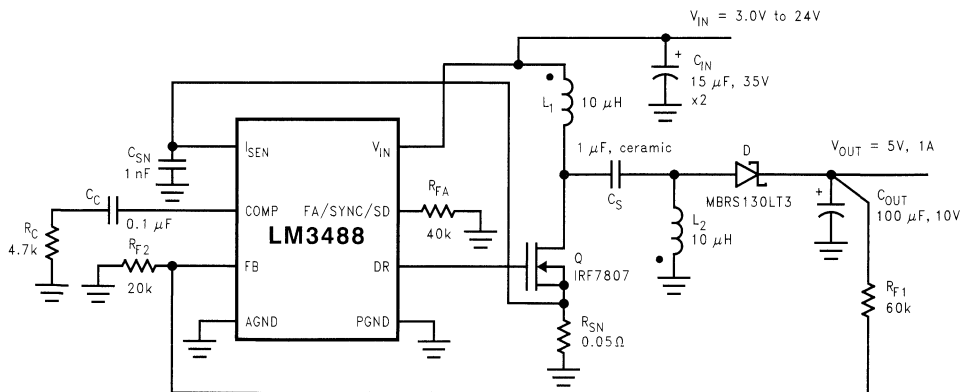 V_IN = 3.0V to 24V
+
C_IN
15 μF, 35V
x2
L_1
10 μH
C_SN
1 nF
I_SEN
V_IN
1 μF, ceramic
C_S
D
MBRS130LT3
V_OUT = 5V, 1A
+
C_OUT
100 μF, 10V
C_C
0.1 μF
R_C
4.7k
COMP
FA/SYNC/SD
R_FA
40k
LM3488
L_2
10 μH
R_F2
20k
FB
DR
Q
IRF7807
R_F1
60k
AGND
PGND
R_SN
0.05Ω